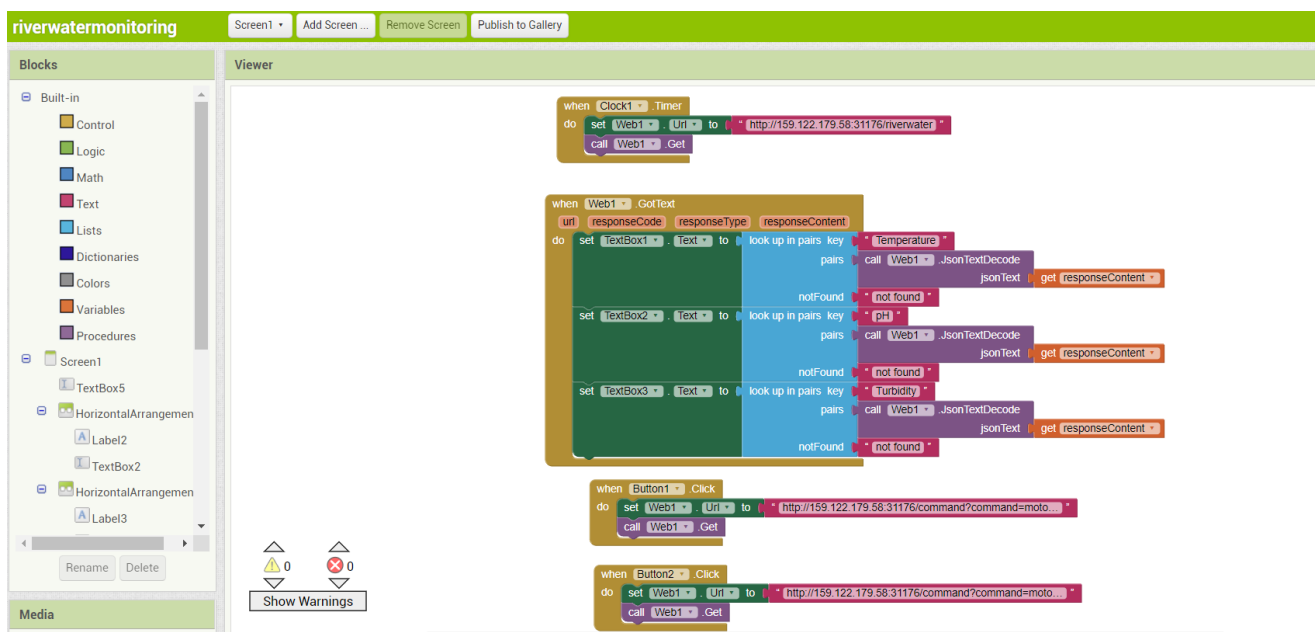 riverwatermonitoring
Screen1 Add Screen ... Remove Screen Publish to Gallery
Blocks
Viewer
Built-in
Control
Logic
Math
Text
Lists
Dictionaries
Colors
Variables
Procedures
Screen1
TextBox5
HorizontalArrangemen
Label2
TextBox2
HorizontalArrangemen
Label3
Rename Delete
Media
when Clock1 .Timer
do set Web1 . Url to " http://159.122.179.58:31176/riverwater "
call Web1 .Get
when Web1 .GotText
url responseCode responseType responseContent
do set TextBox1 . Text to look up in pairs key " Temperature "
pairs call Web1 .JsonTextDecode
jsonText get responseContent
notFound " not found "
set TextBox2 . Text to look up in pairs key " pH "
pairs call Web1 .JsonTextDecode
jsonText get responseContent
notFound " not found "
set TextBox3 . Text to look up in pairs key " Turbidity "
pairs call Web1 .JsonTextDecode
jsonText get responseContent
notFound " not found "
when Button1 .Click
do set Web1 . Url to " http://159.122.179.58:31176/command?command=moto... "
call Web1 .Get
when Button2 .Click
do set Web1 . Url to " http://159.122.179.58:31176/command?command=moto... "
call Web1 .Get
0 0
Show Warnings